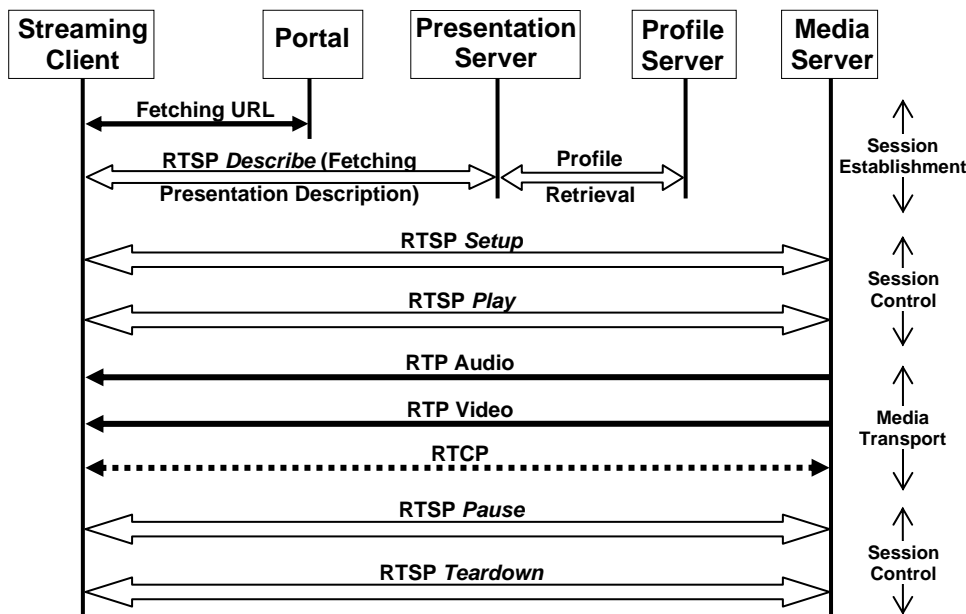 Streaming
Client
Portal
Presentation
Server
Profile
Server
Media
Server
Fetching URL
RTSP Describe (Fetching
Presentation Description)
Profile
Retrieval
Session
Establishment
RTSP Setup
RTSP Play
Session
Control
RTP Audio
RTP Video
RTCP
Media
Transport
RTSP Pause
RTSP Teardown
Session
Control